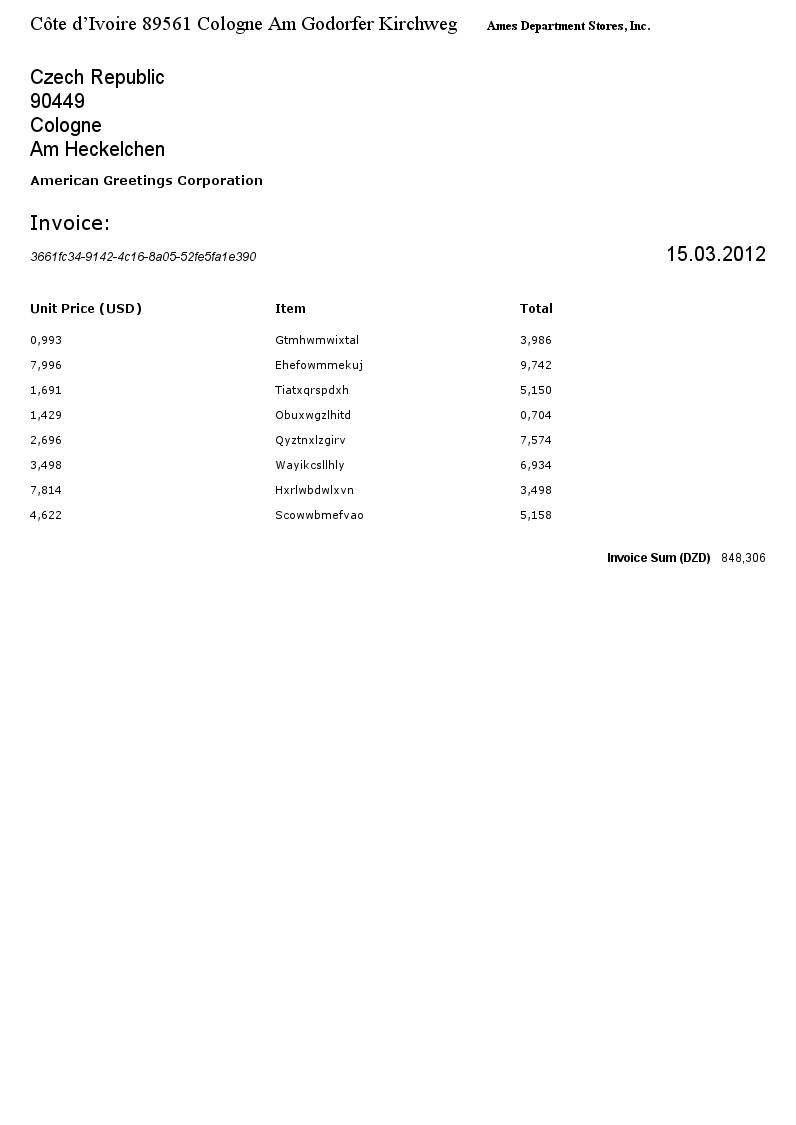 Côte d’Ivoire 89561 Cologne Am Godorfer Kirchweg Ames Department Stores, Inc.
Czech Republic
90449
Cologne
Am Heckelchen
American Greetings Corporation
Invoice:
3661fc34-9142-4c16-8a05-52fe5fa1e390 15.03.2012
Unit Price (USD) Item Total
0,993 Gtmhwmwixtal 3,986
7,996 Ehefowmmekuj 9,742
1,691 Tiatxqrspdxh 5,150
1,429 Obuxwgzlhitd 0,704
2,696 Qyztnxlzgirv 7,574
3,498 Wayikcsllhly 6,934
7,814 Hxrlwbdwlxvn 3,498
4,622 Scowwbmefvao 5,158
Invoice Sum (DZD) 848,306